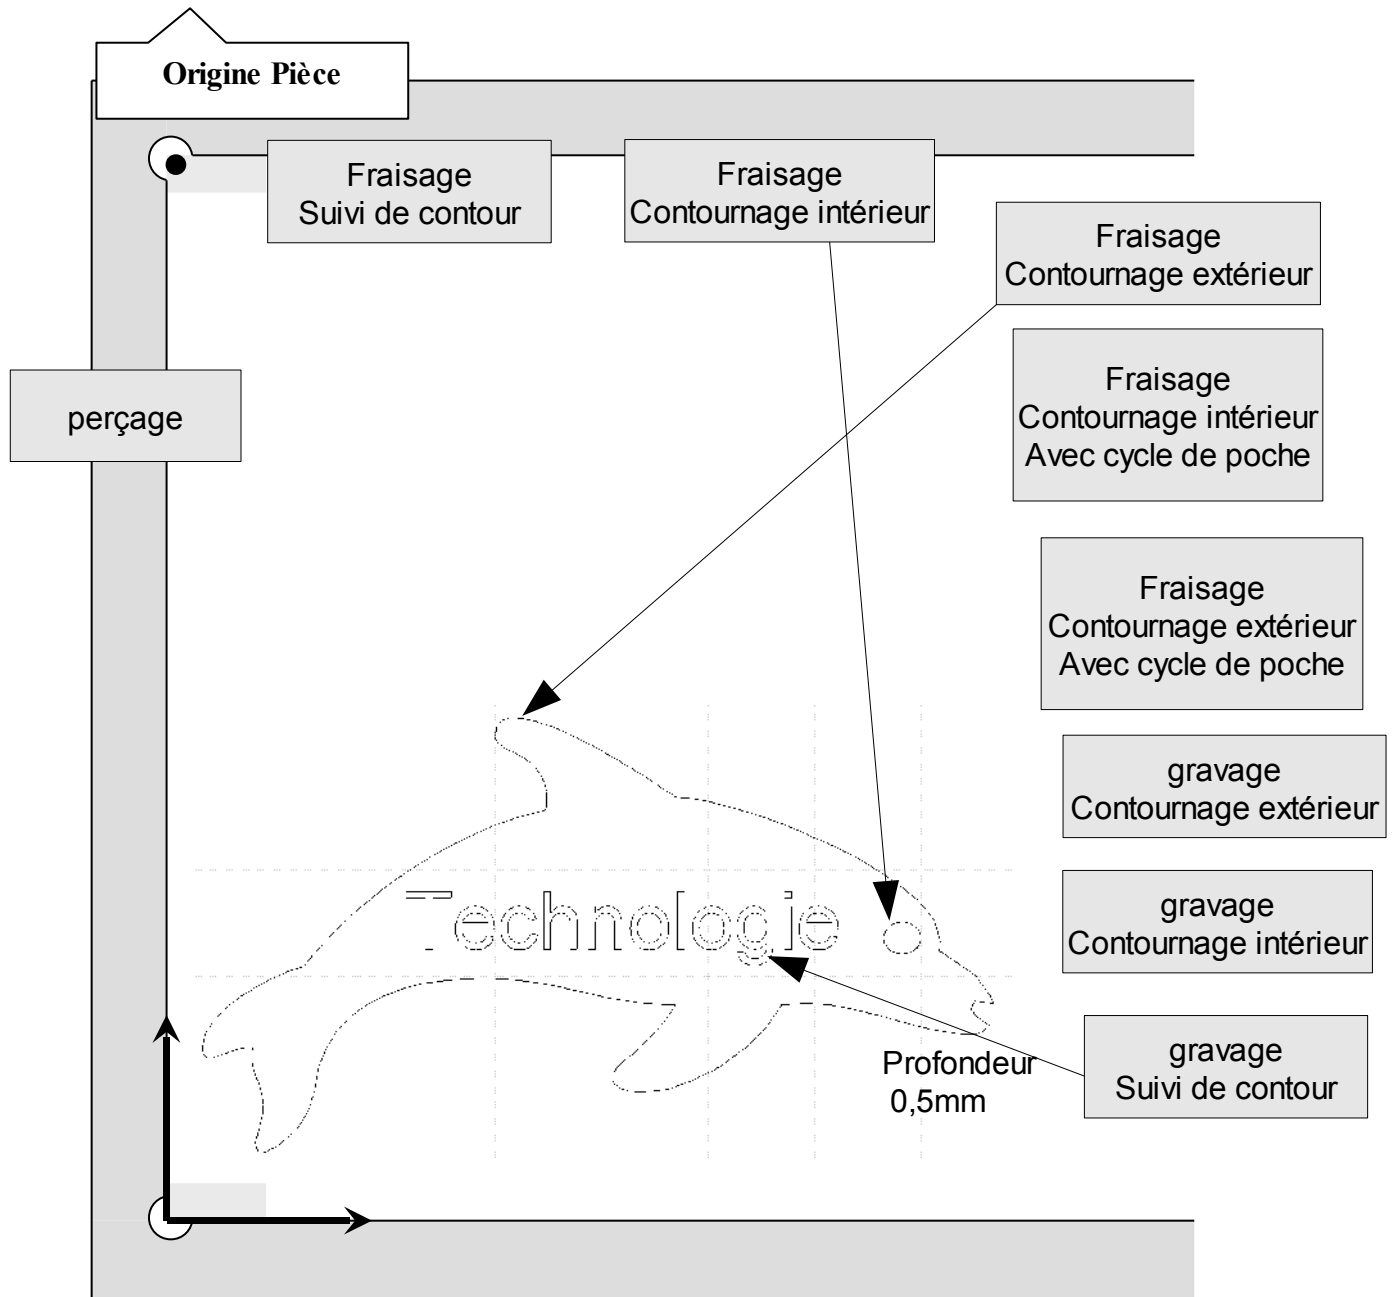 Origine Pièce
Fraisage
Suivi de contour
Fraisage
Contournage intérieur
Fraisage
Contournage extérieur
Fraisage
Contournage intérieur
Avec cycle de poche
perçage
Fraisage
Contournage extérieur
Avec cycle de poche
gravage
Contournage extérieur
Technologie
gravage
Contournage intérieur
Profondeur
0,5mm
gravage
Suivi de contour